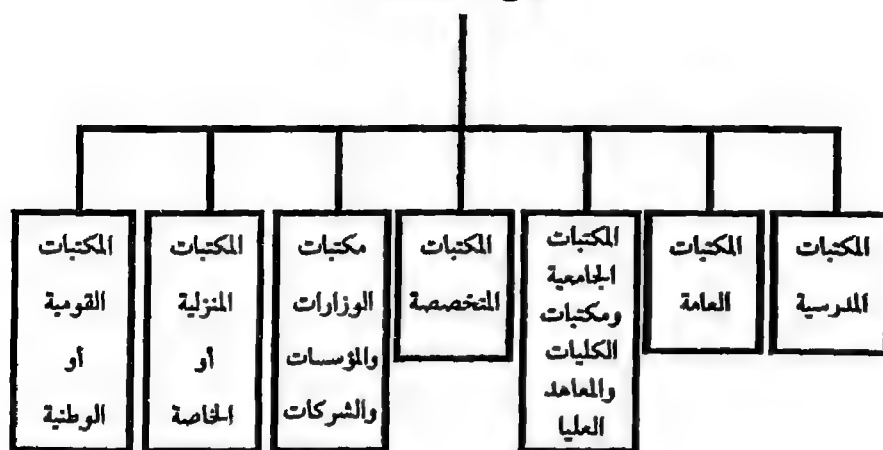 المكتبات
المدرسية
المكتبات
العامة
المكتبات
الجامعية
ومكتبات
الكليات
والمعاهد
العليا
المكتبات
المتخصصة
مكتبات
الوزارات
والمؤسسات
والشركات
المكتبات
المنزلية
أو
الخاصة
المكتبات
القومية
أو
الوطنية